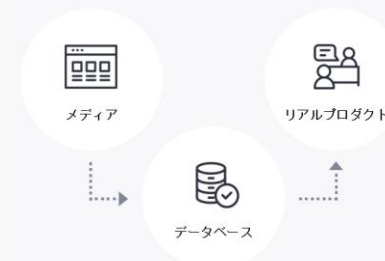 メディア
リアルプロダクト
データベース